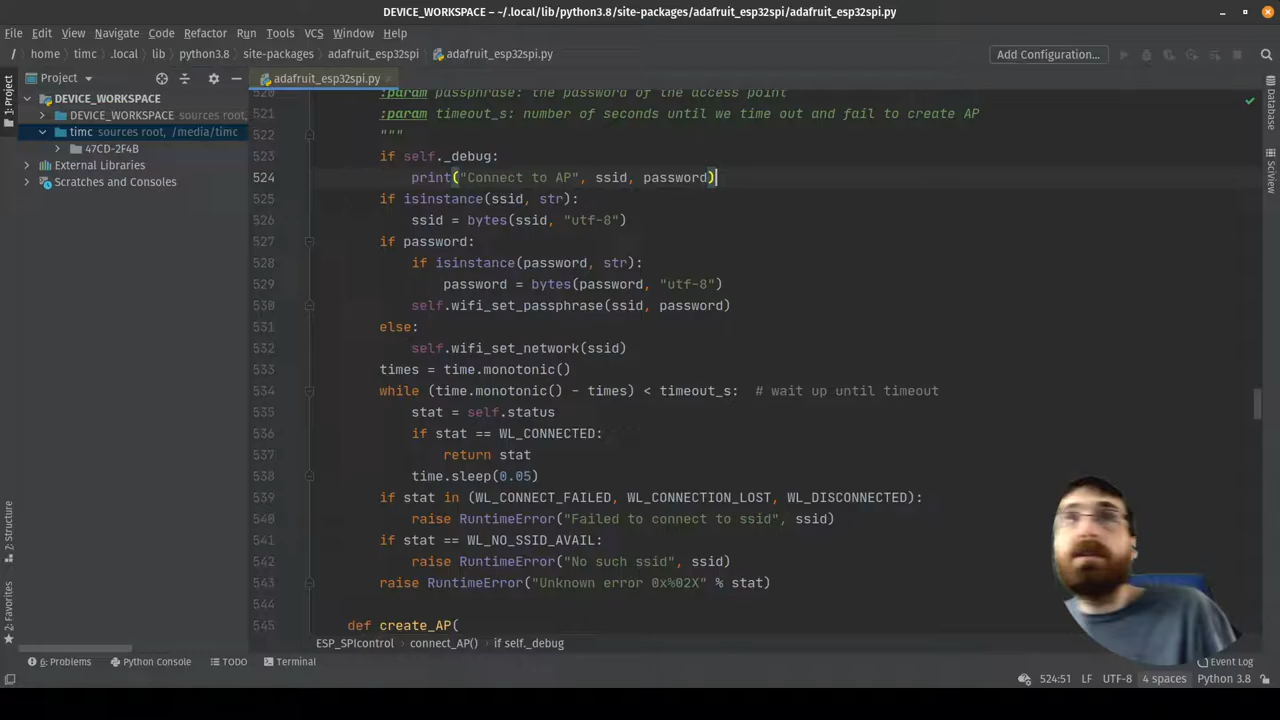 DEVICE_WORKSPACE – ~/.local/lib/python3.8/site-packages/adafruit_esp32spi/adafruit_esp32spi.py
File Edit View Navigate Code Refactor Run Tools VCS Window Help
/ home timc .local lib python3.8 site-packages adafruit_esp32spi adafruit_esp32spi.py Add Configuration...
Project adafruit_esp32spi.py
1: Project
DEVICE_WORKSPACE
DEVICE_WORKSPACE sources root,
timc sources root, /media/timc
47CD-2F4B
External Libraries
Scratches and Consoles
520 :param passphrase: the password of the access point
521 :param timeout_s: number of seconds until we time out and fail to create AP
522 """
523 if self._debug:
524 print("Connect to AP", ssid, password)
525 if isinstance(ssid, str):
526 ssid = bytes(ssid, "utf-8")
527 if password:
528 if isinstance(password, str):
529 password = bytes(password, "utf-8")
530 self.wifi_set_passphrase(ssid, password)
531 else:
532 self.wifi_set_network(ssid)
533 times = time.monotonic()
534 while (time.monotonic() - times) < timeout_s:  # wait up until timeout
535 stat = self.status
536 if stat == WL_CONNECTED:
537 return stat
538 time.sleep(0.05)
539 if stat in (WL_CONNECT_FAILED, WL_CONNECTION_LOST, WL_DISCONNECTED):
540 raise RuntimeError("Failed to connect to ssid", ssid)
541 if stat == WL_NO_SSID_AVAIL:
542 raise RuntimeError("No such ssid", ssid)
543 raise RuntimeError("Unknown error 0x%02X" % stat)
544
545 def create_AP(
ESP_SPIcontrol connect_AP() if self._debug
Database
SciView
7: Structure
2: Favorites
6: Problems Python Console TODO Terminal Event Log
524:51 LF UTF-8 4 spaces Python 3.8